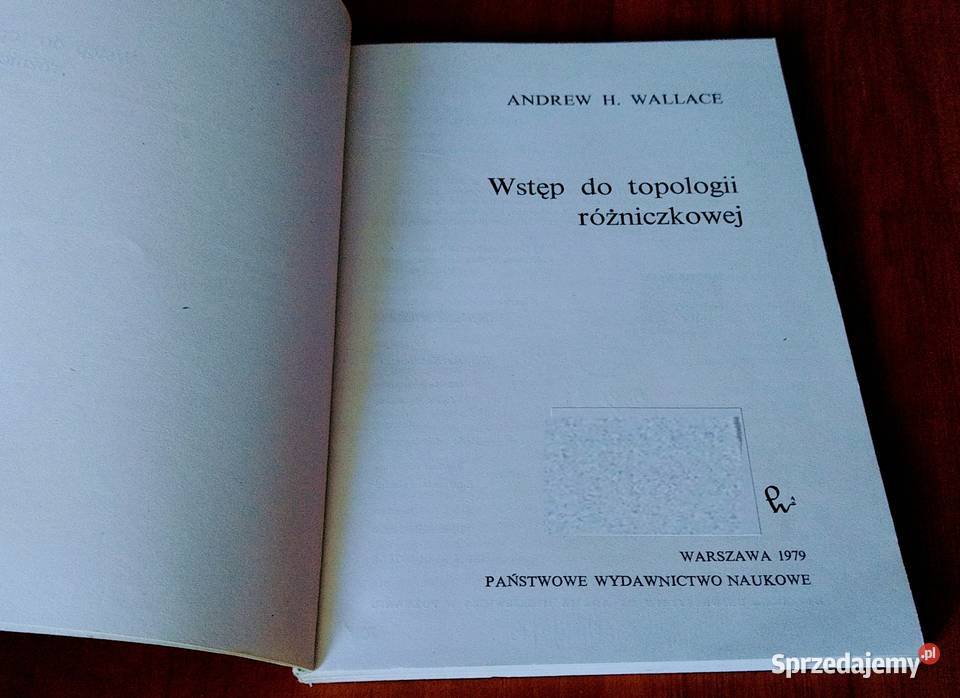 ANDREW H. WALLACE
Wstęp do topologii
różniczkowej
WARSZAWA 1979
PAŃSTWOWE WYDAWNICTWO NAUKOWE
Sprzedajemy.pl